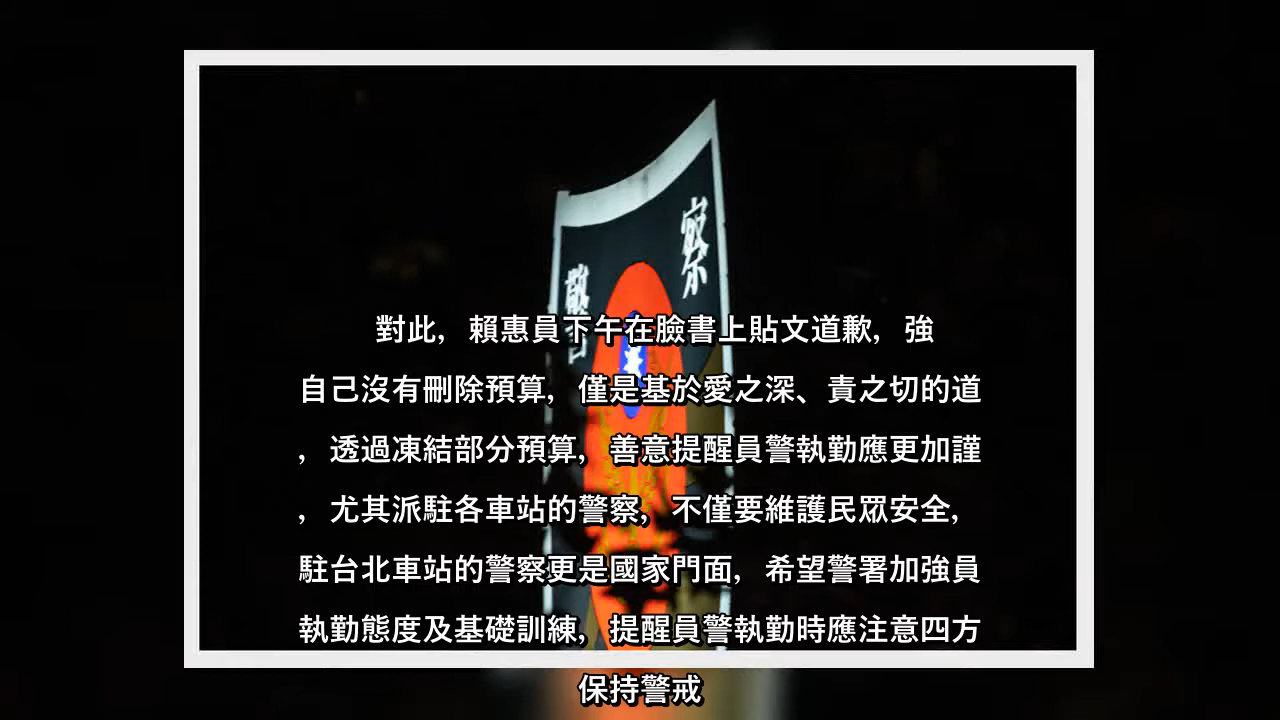 警察
對此，賴惠員下午在臉書上貼文道歉，強
自己沒有刪除預算，僅是基於愛之深、責之切的道
，透過凍結部分預算，善意提醒員警執勤應更加謹
，尤其派駐各車站的警察，不僅要維護民眾安全，
駐台北車站的警察更是國家門面，希望警署加強員
執勤態度及基礎訓練，提醒員警執勤時應注意四方
保持警戒